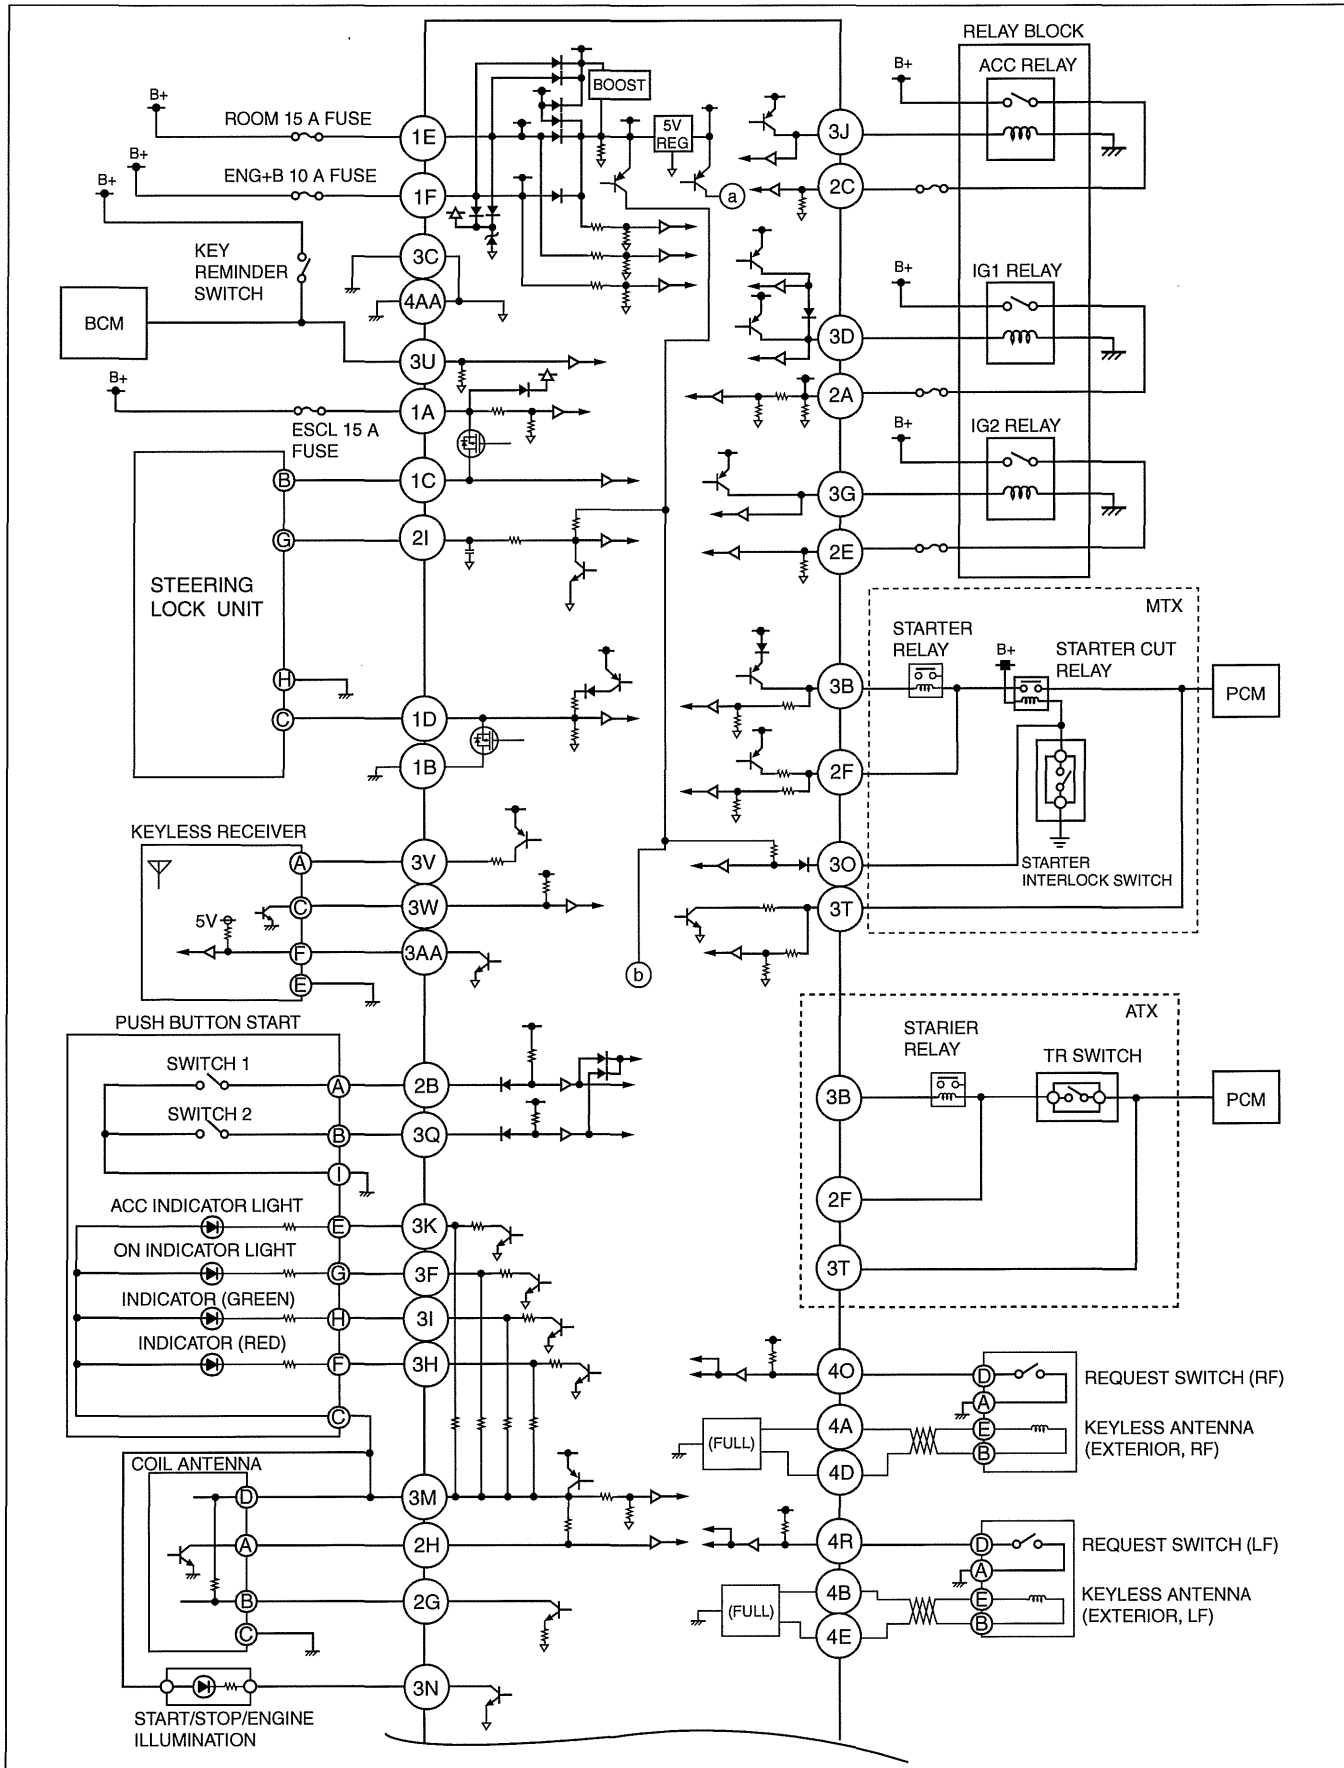 RELAY BLOCK
ACC RELAY
B+
BOOST
B+
ROOM 15 A FUSE
1E
5V
REG
3J
B+
ENG+B 10 A FUSE
1F
a
2C
B+
KEY
REMINDER
SWITCH
3C
4AA
B+
IG1 RELAY
BCM
3U
3D
B+
1A
ESCL 15 A
FUSE
2A
B+
IG2 RELAY
B
1C
3G
G
2I
2E
STEERING
LOCK UNIT
MTX
STARTER
RELAY
B+
STARTER CUT
RELAY
H
3B
PCM
C
1D
1B
2F
KEYLESS RECEIVER
A
3V
3O
STARTER
INTERLOCK SWITCH
C
3W
3T
5V
F
3AA
b
E
PUSH BUTTON START
ATX
STARIER
RELAY
TR SWITCH
SWITCH 1
A
2B
3B
PCM
SWITCH 2
B
3Q
I
2F
ACC INDICATOR LIGHT
E
3K
ON INDICATOR LIGHT
G
3F
3T
INDICATOR (GREEN)
H
3I
INDICATOR (RED)
F
3H
4O
D
REQUEST SWITCH (RF)
A
C
(FULL)
4A
E
KEYLESS ANTENNA
(EXTERIOR, RF)
B
4D
COIL ANTENNA
D
3M
A
2H
4R
D
REQUEST SWITCH (LF)
A
B
2G
(FULL)
4B
E
KEYLESS ANTENNA
(EXTERIOR, LF)
B
4E
C
3N
START/STOP/ENGINE
ILLUMINATION